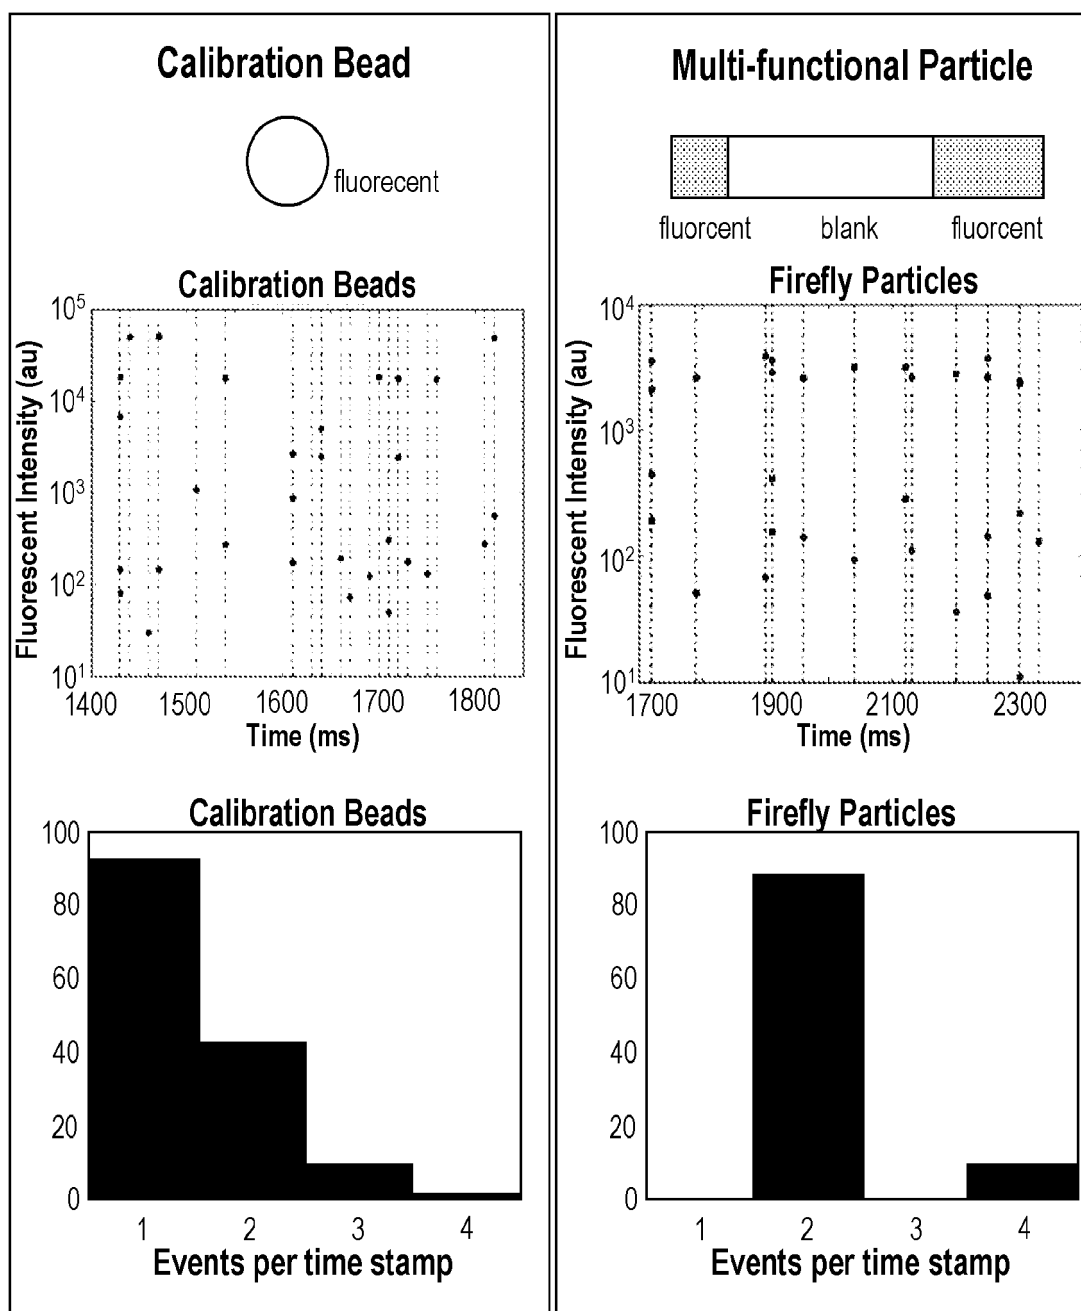 Calibration Bead
fluorecent
Calibration Beads
Fluorescent Intensity (au)
10^5
10^4
10^3
10^2
10^1
1400 1500 1600 1700 1800
Time (ms)
Calibration Beads
100
80
60
40
20
0
1 2 3 4
Events per time stamp
Multi-functional Particle
fluorcent blank fluorcent
Firefly Particles
Fluorescent Intensity (au)
10^4
10^3
10^2
10^1
1700 1900 2100 2300
Time (ms)
Firefly Particles
100
80
60
40
20
0
1 2 3 4
Events per time stamp